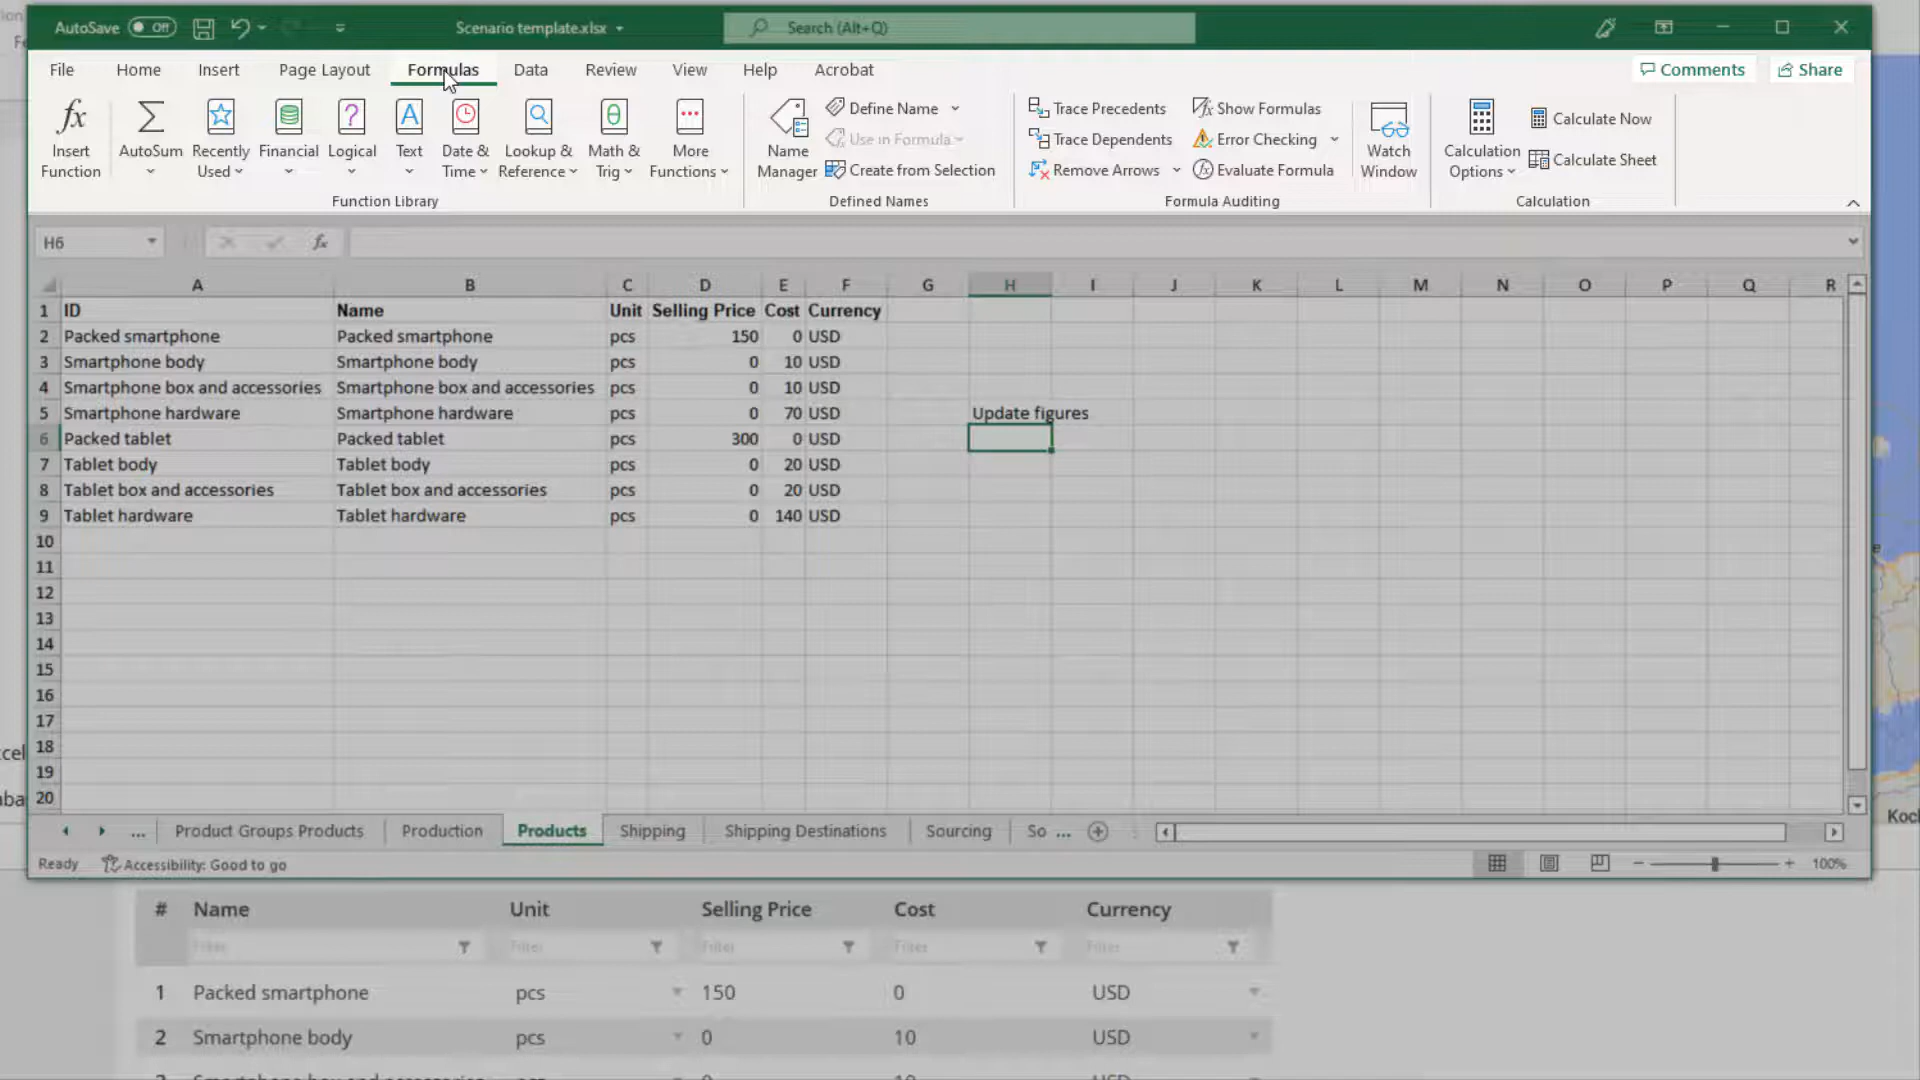 AutoSave Off Scenario template.xlsx Search (Alt+Q)
File Home Insert Page Layout Formulas Data Review View Help Acrobat Comments Share
Insert Function
AutoSum
Recently Used
Financial
Logical
Text
Date & Time
Lookup & Reference
Math & Trig
More Functions
Function Library
Name Manager
Define Name
Use in Formula
Create from Selection
Defined Names
Trace Precedents
Trace Dependents
Remove Arrows
Show Formulas
Error Checking
Evaluate Formula
Formula Auditing
Watch Window
Calculation Options
Calculate Now
Calculate Sheet
Calculation
H6 fx
A B C D E F G H I J K L M N O P Q R
1 ID Name Unit Selling Price Cost Currency
2 Packed smartphone Packed smartphone pcs 150 0 USD
3 Smartphone body Smartphone body pcs 0 10 USD
4 Smartphone box and accessories Smartphone box and accessories pcs 0 10 USD
5 Smartphone hardware Smartphone hardware pcs 0 70 USD Update figures
6 Packed tablet Packed tablet pcs 300 0 USD
7 Tablet body Tablet body pcs 0 20 USD
8 Tablet box and accessories Tablet box and accessories pcs 0 20 USD
9 Tablet hardware Tablet hardware pcs 0 140 USD
10
11
12
13
14
15
16
17
18
19
20
... Product Groups Products Production Products Shipping Shipping Destinations Sourcing So ...
Ready Accessibility: Good to go 100%
# Name Unit Selling Price Cost Currency
Filter Filter Filter Filter Filter
1 Packed smartphone pcs 150 0 USD
2 Smartphone body pcs 0 10 USD